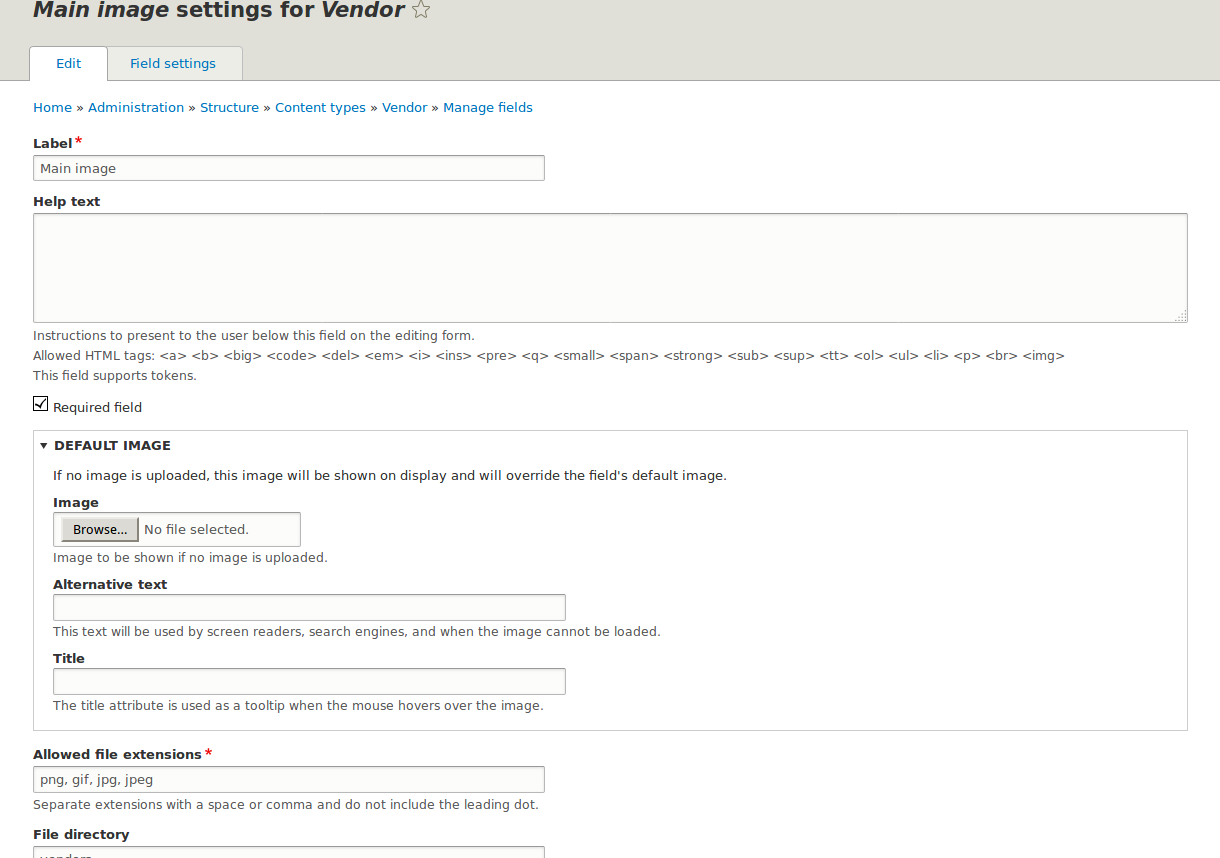 Main image settings for Vendor
Edit
Field settings
Home » Administration » Structure » Content types » Vendor » Manage fields
Label*
Main image
Help text
Instructions to present to the user below this field on the editing form.
Allowed HTML tags: <a> <b> <big> <code> <del> <em> <i> <ins> <pre> <q> <small> <span> <strong> <sub> <sup> <tt> <ol> <ul> <li> <p> <br> <img>
This field supports tokens.
Required field
DEFAULT IMAGE
If no image is uploaded, this image will be shown on display and will override the field's default image.
Image
Browse... No file selected.
Image to be shown if no image is uploaded.
Alternative text
This text will be used by screen readers, search engines, and when the image cannot be loaded.
Title
The title attribute is used as a tooltip when the mouse hovers over the image.
Allowed file extensions*
png, gif, jpg, jpeg
Separate extensions with a space or comma and do not include the leading dot.
File directory
vendors